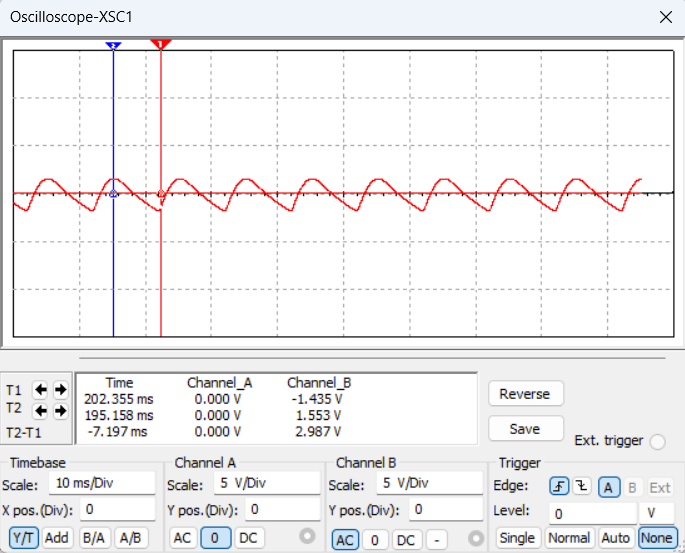 Oscilloscope-XSC1
2 1
T1
T2
T2-T1
Time Channel_A Channel_B
202.355 ms 0.000 V -1.435 V
195.158 ms 0.000 V 1.553 V
-7.197 ms 0.000 V 2.987 V
Reverse
Save
Ext. trigger
Timebase
Scale: 10 ms/Div
X pos.(Div): 0
Y/T Add B/A A/B
Channel A
Scale: 5 V/Div
Y pos.(Div): 0
AC 0 DC
Channel B
Scale: 5 V/Div
Y pos.(Div): 0
AC 0 DC -
Trigger
Edge: A B Ext
Level: 0 V
Single Normal Auto None